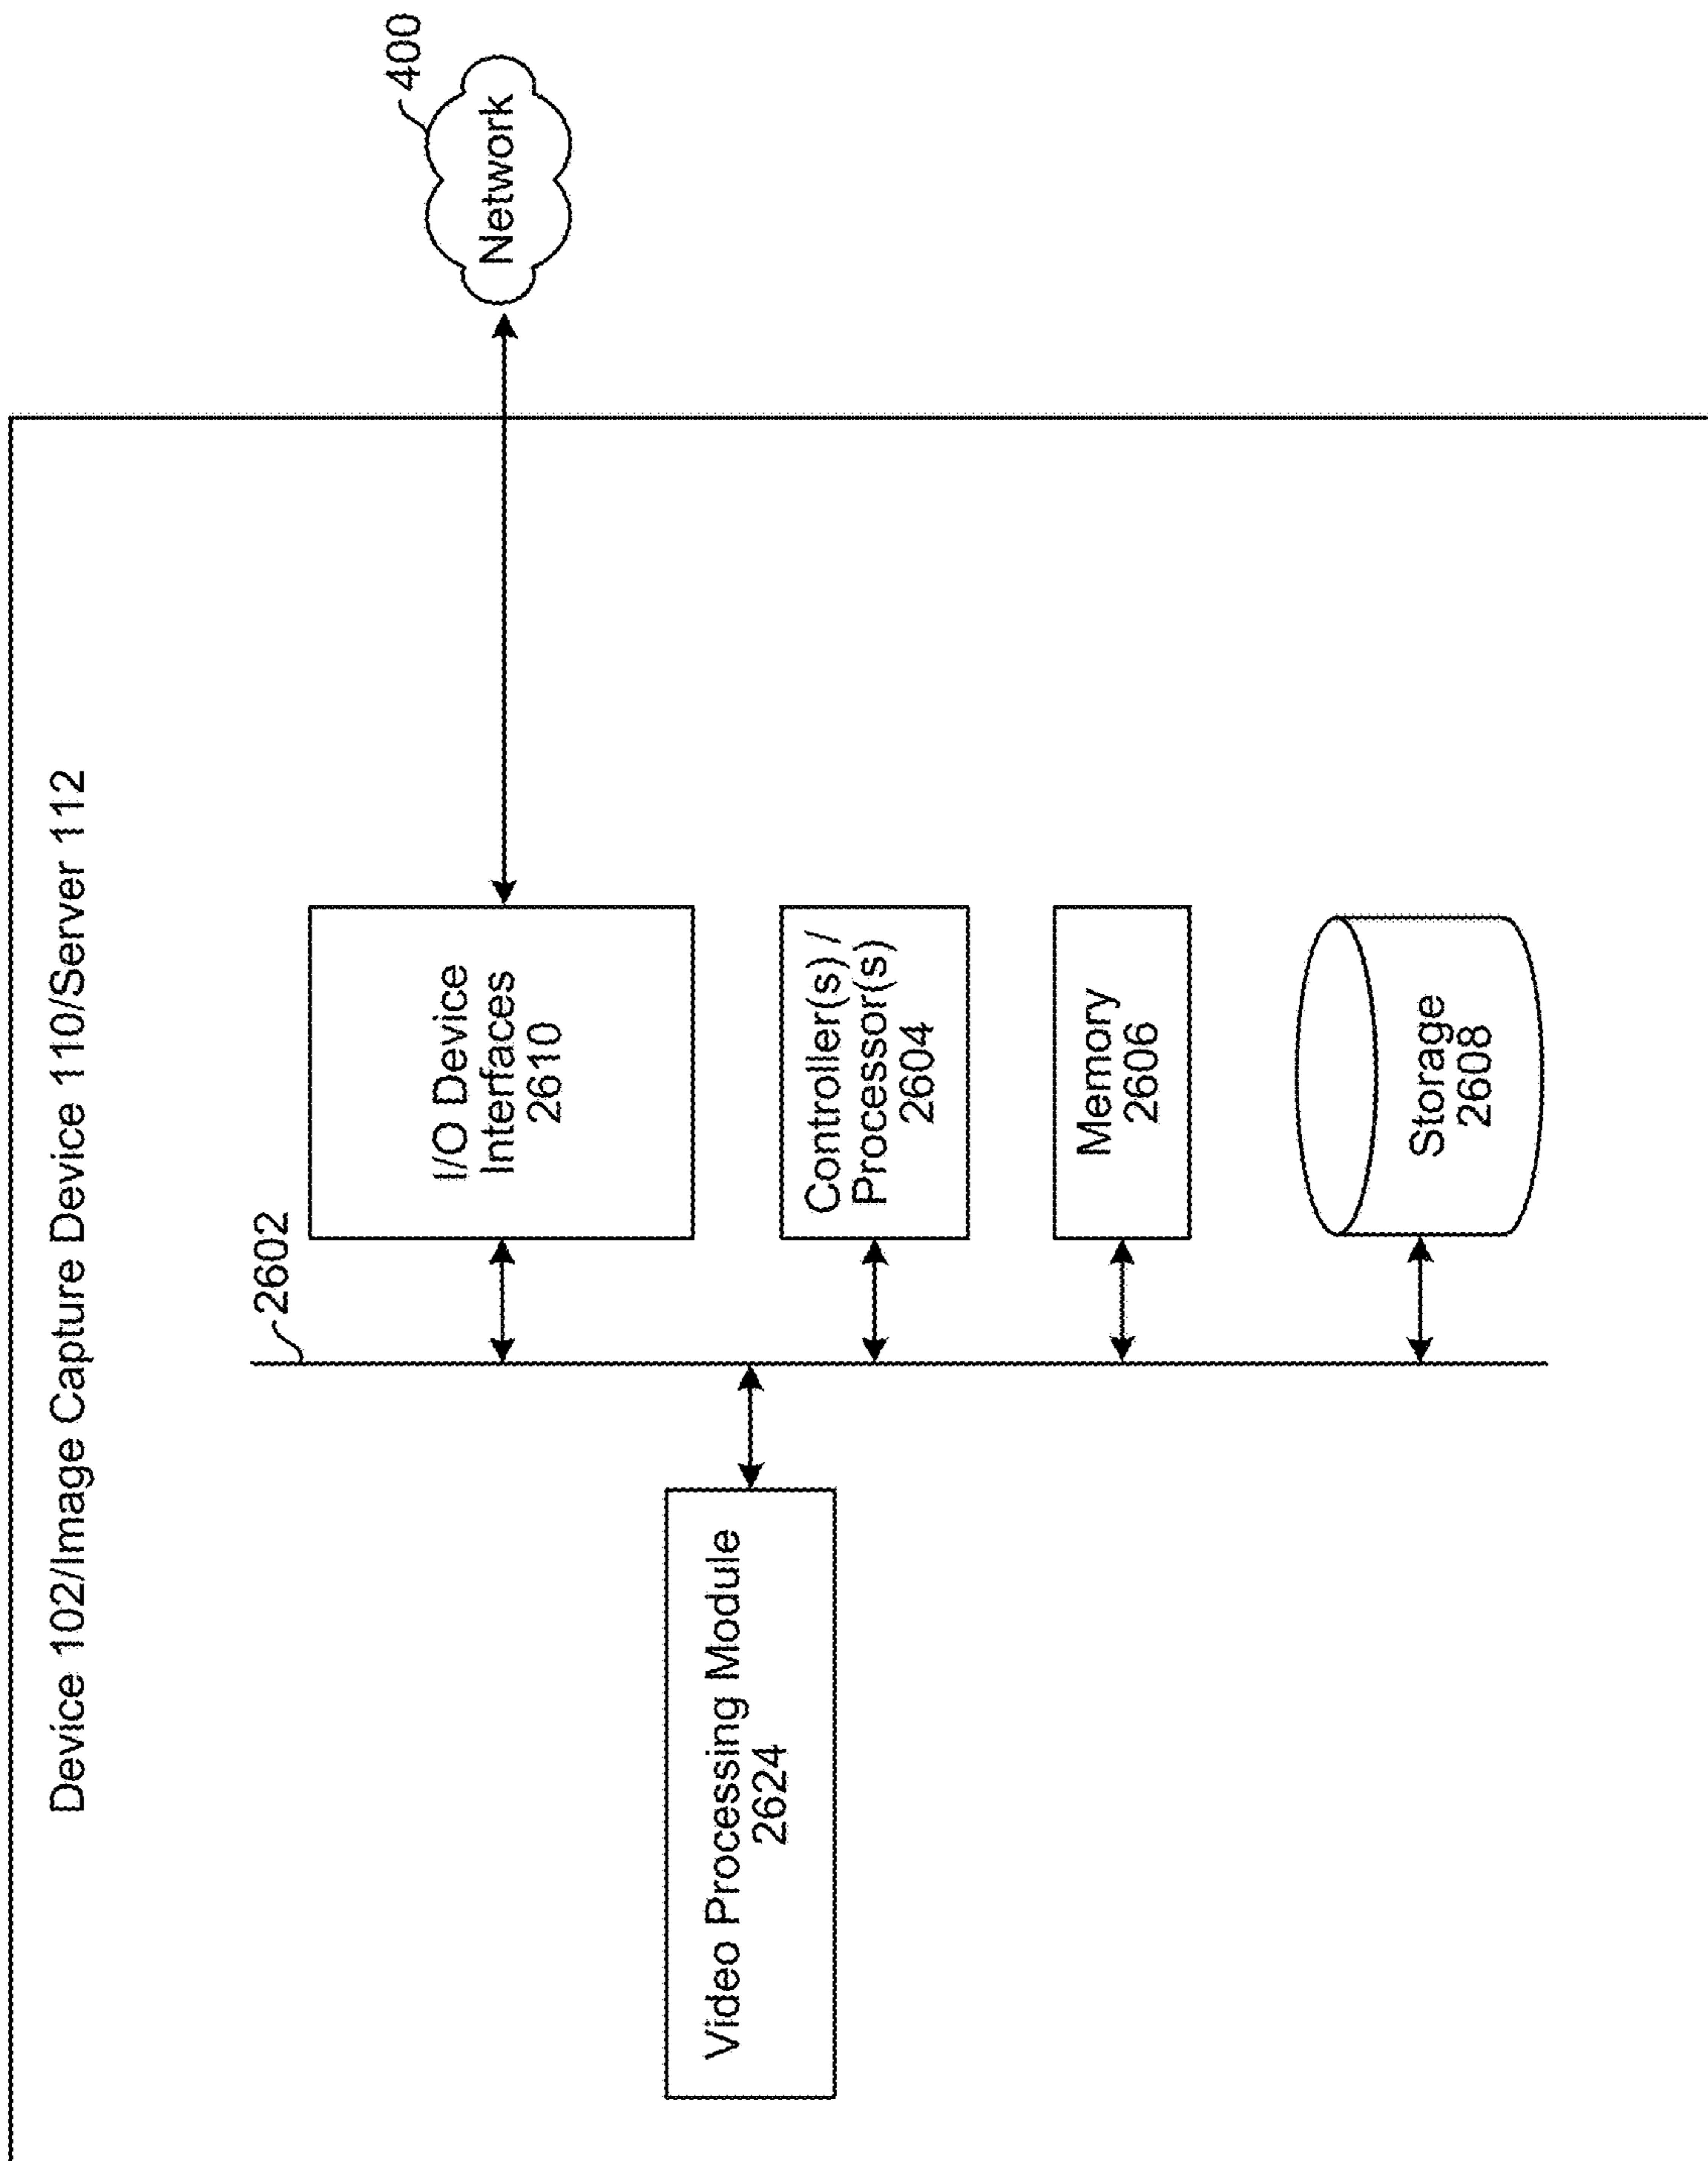 Device 102/Image Capture Device 110/Server 112
2602
I/O Device
Interfaces
2610
400
Network
Video Processing Module
2624
Controller(s) /
Processor(s)
2604
Memory
2606
Storage
2608